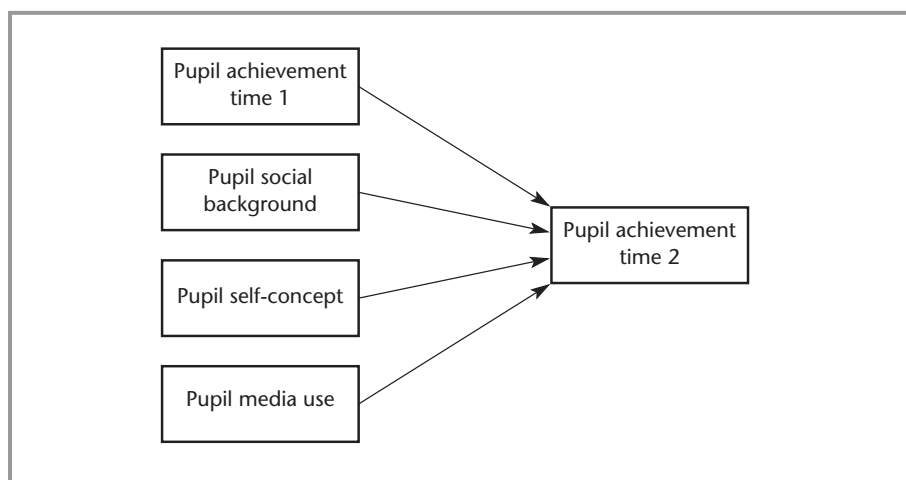 Pupil achievement
time 1
Pupil social
background
Pupil self-concept
Pupil media use
Pupil achievement
time 2